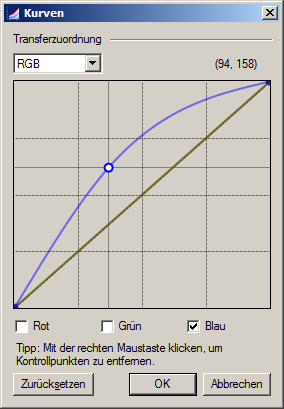 Kurven
Transferzuordnung
RGB
(94, 158)
Rot
Grün
Blau
Tipp: Mit der rechten Maustaste klicken, um
Kontrollpunkten zu entfernen.
Zurücksetzen
OK
Abbrechen